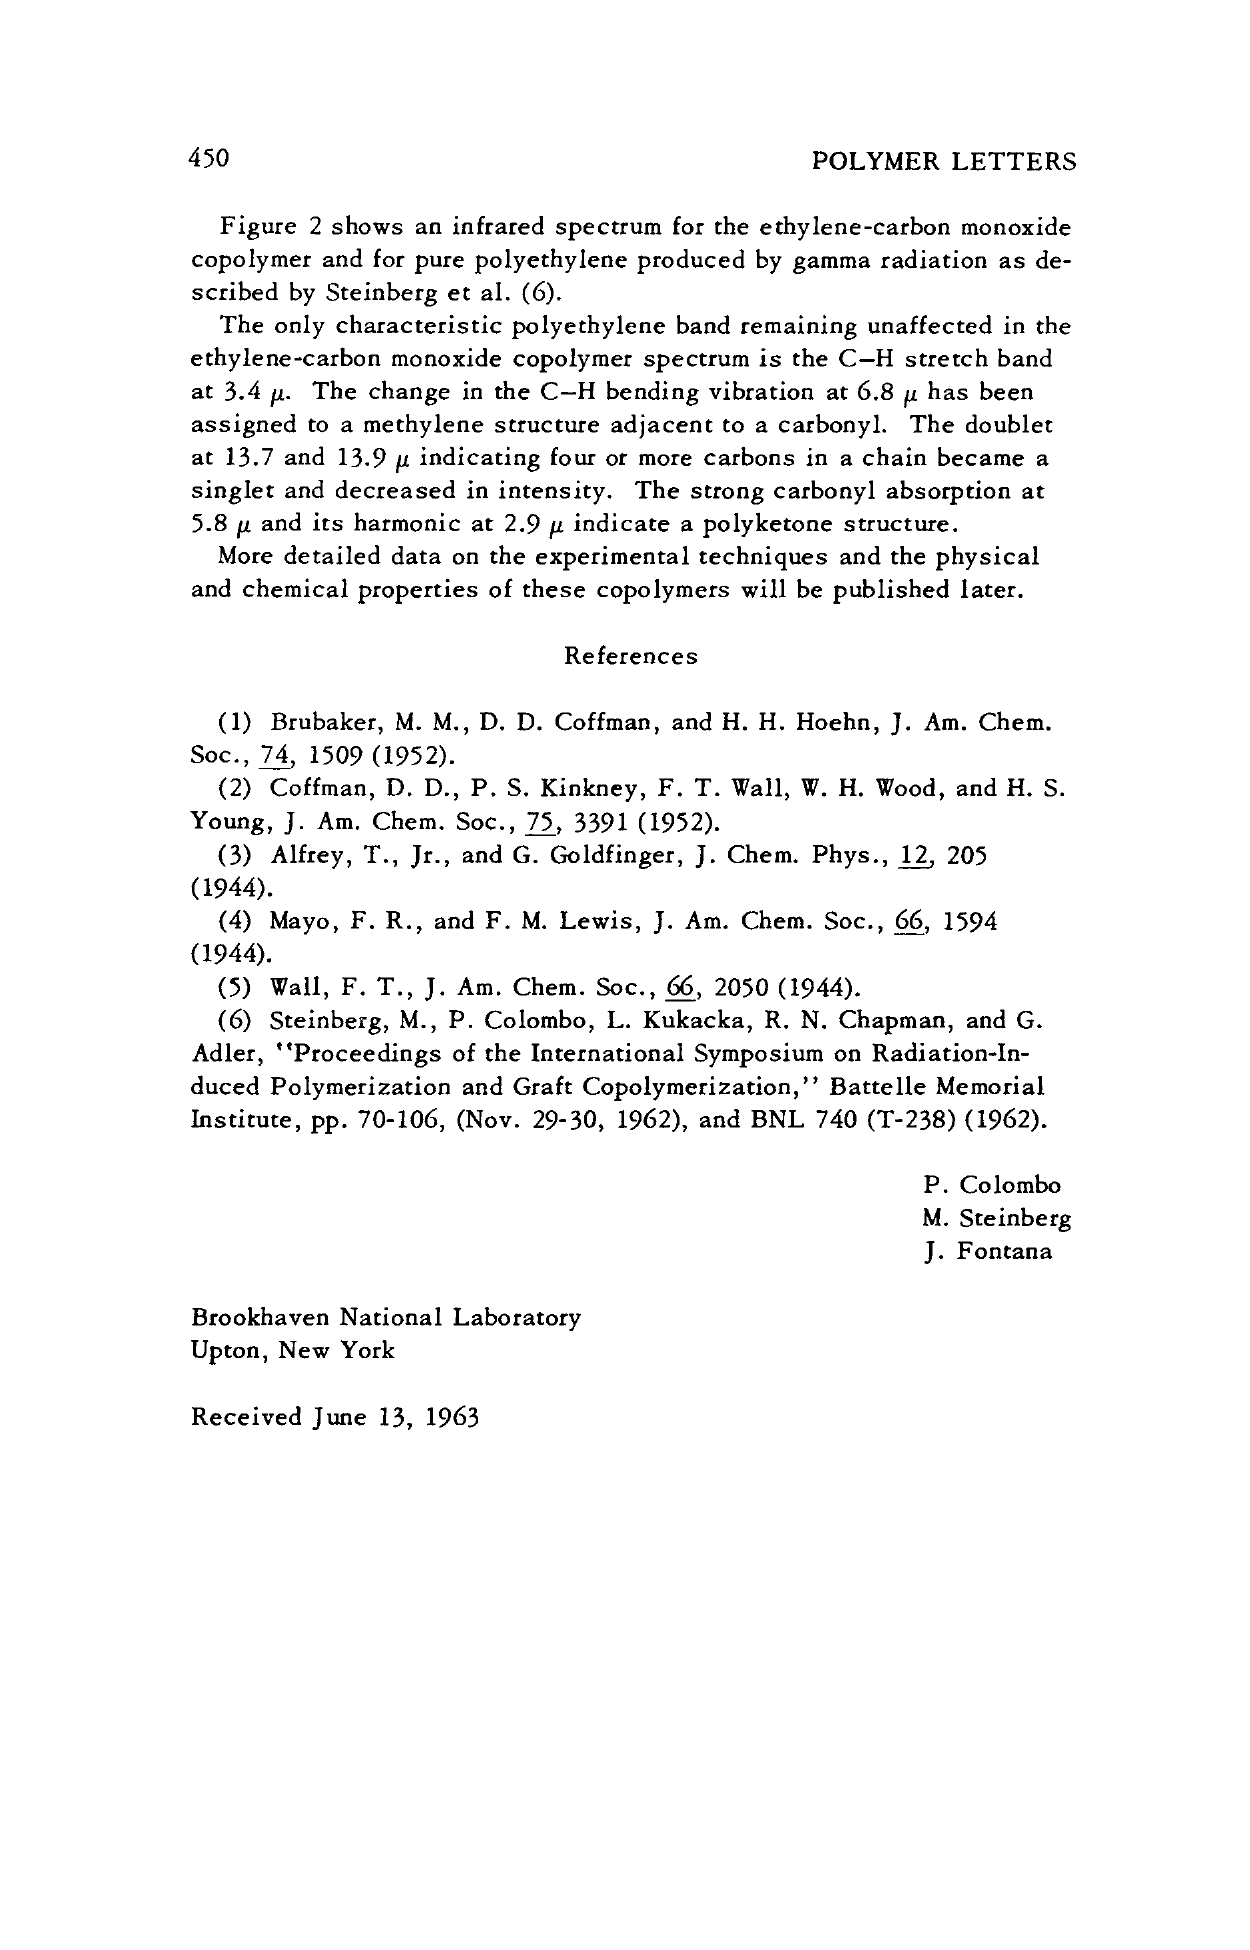 450 POLYMER LETTERS
Figure 2 shows an infrared spectrum for the ethylene-carbon monoxide
copolymer and for pure polyethylene produced by gamma radiation as de-
scribed by Steinberg et al. (6).
The only characteristic polyethylene band remaining unaffected in the
ethylene-carbon monoxide copolymer spectrum is the C—H stretch band
at 3.4 μ. The change in the C—H bending vibration at 6.8 μ has been
assigned to a methylene structure adjacent to a carbonyl. The doublet
at 13.7 and 13.9 μ indicating four or more carbons in a chain became a
singlet and decreased in intensity. The strong carbonyl absorption at
5.8 μ and its harmonic at 2.9 μ indicate a polyketone structure.
More detailed data on the experimental techniques and the physical
and chemical properties of these copolymers will be published later.
References
(1) Brubaker, M. M., D. D. Coffman, and H. H. Hoehn, J. Am. Chem.
Soc., 74, 1509 (1952).
(2) Coffman, D. D., P. S. Kinkney, F. T. Wall, W. H. Wood, and H. S.
Young, J. Am. Chem. Soc., 75, 3391 (1952).
(3) Alfrey, T., Jr., and G. Goldfinger, J. Chem. Phys., 12, 205
(1944).
(4) Mayo, F. R., and F. M. Lewis, J. Am. Chem. Soc., 66, 1594
(1944).
(5) Wall, F. T., J. Am. Chem. Soc., 66, 2050 (1944).
(6) Steinberg, M., P. Colombo, L. Kukacka, R. N. Chapman, and G.
Adler, ‘‘Proceedings of the International Symposium on Radiation-In-
duced Polymerization and Graft Copolymerization,’’ Battelle Memorial
Institute, pp. 70-106, (Nov. 29-30, 1962), and BNL 740 (T-238) (1962).
P. Colombo
M. Steinberg
J. Fontana
Brookhaven National Laboratory
Upton, New York
Received June 13, 1963